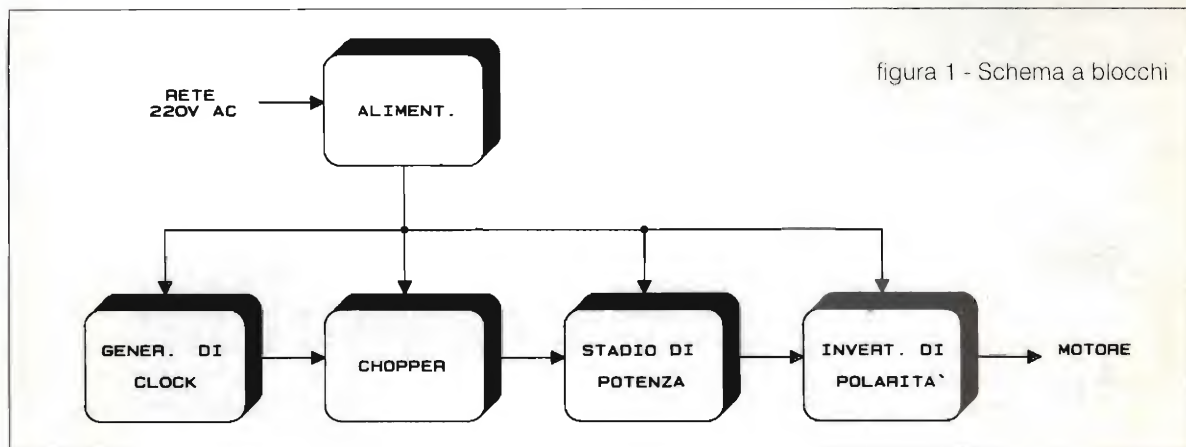 figura 1 - Schema a blocchi
RETE
220V AC
ALIMENT.
GENER. DI
CLOCK
CHOPPER
STADIO DI
POTENZA
INVERT. DI
POLARITA`
MOTORE